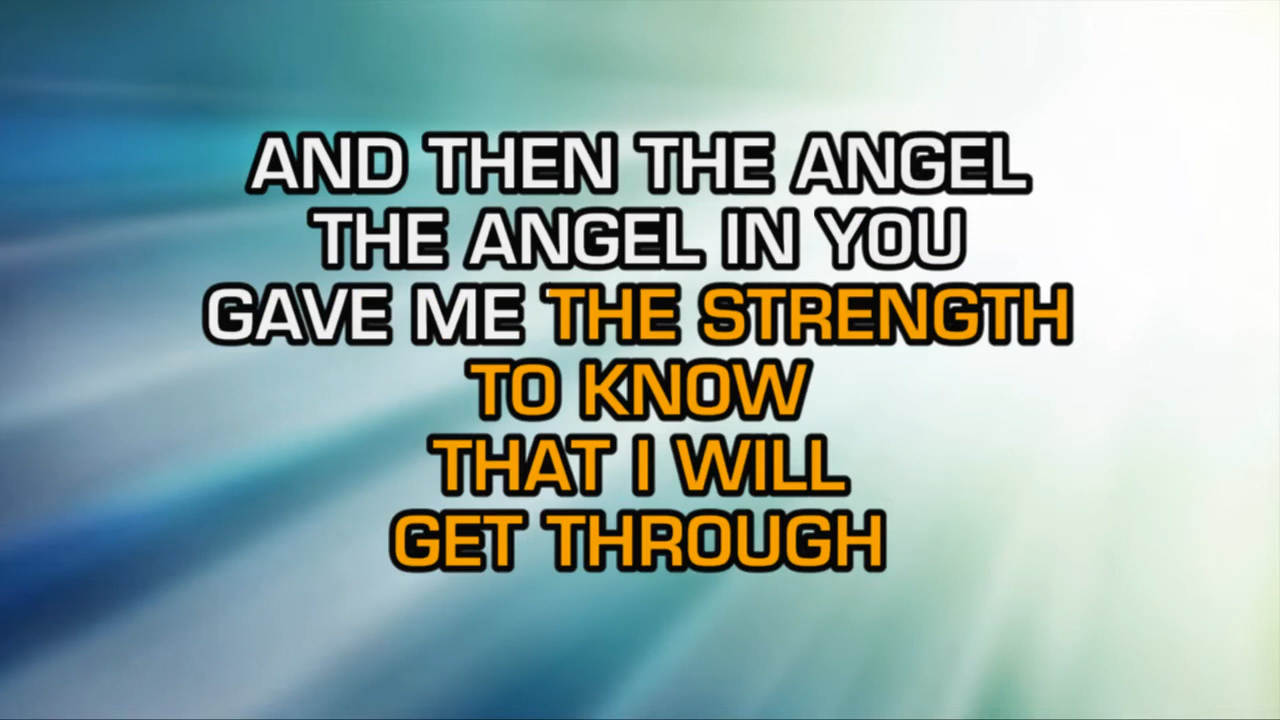 AND THEN THE ANGEL
THE ANGEL IN YOU
GAVE ME THE STRENGTH
TO KNOW
THAT I WILL
GET THROUGH